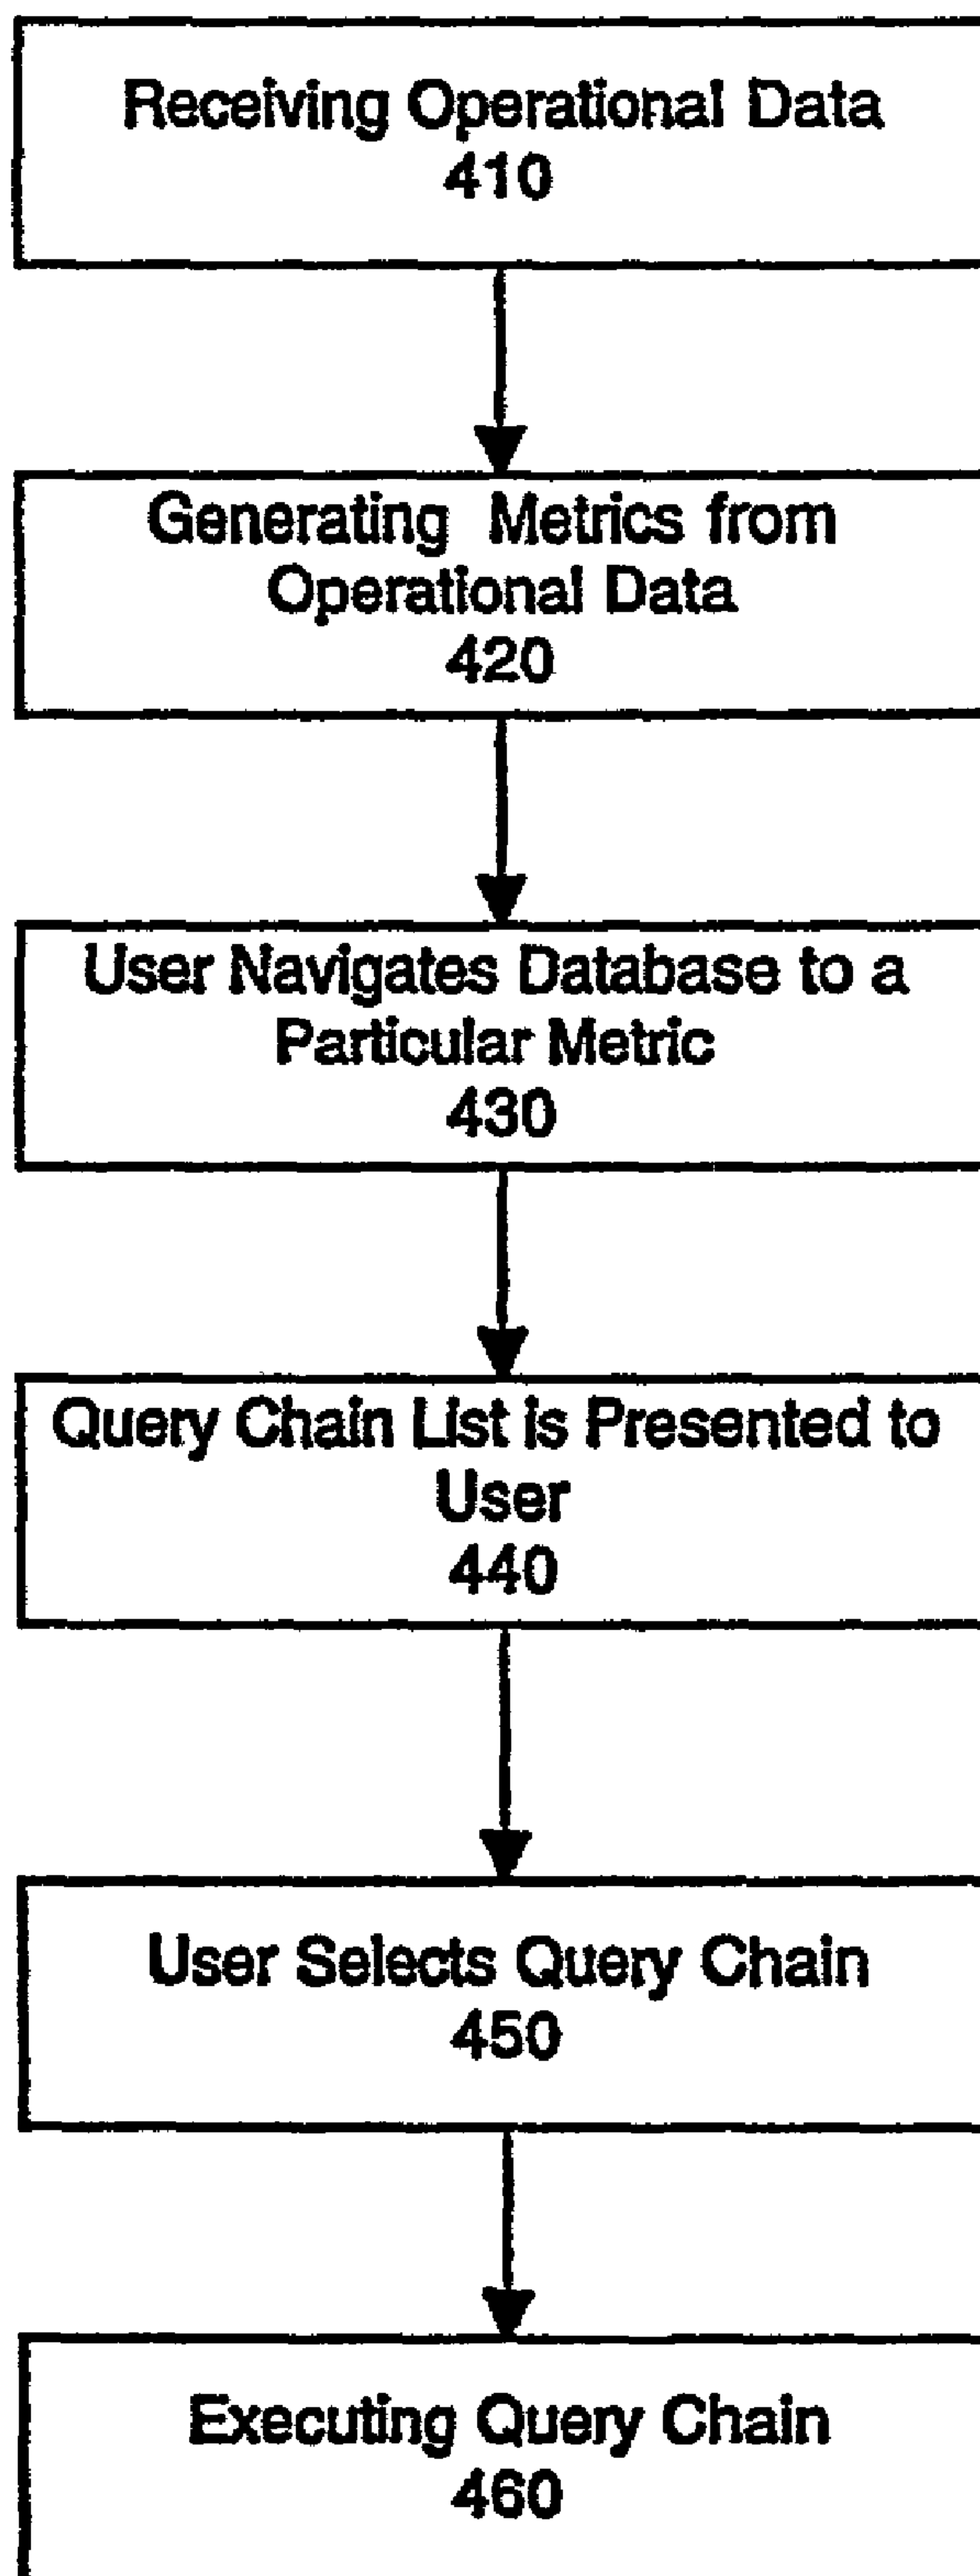 Receiving Operational Data
410
Generating Metrics from
Operational Data
420
User Navigates Database to a
Particular Metric
430
Query Chain List is Presented to
User
440
User Selects Query Chain
450
Executing Query Chain
460